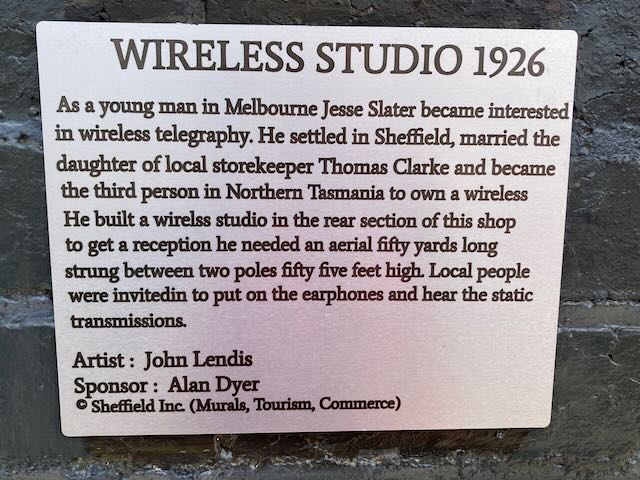 WIRELESS STUDIO 1926
As a young man in Melbourne Jesse Slater became interested
in wireless telegraphy. He settled in Sheffield, married the
daughter of local storekeeper Thomas Clarke and became
the third person in Northern Tasmania to own a wireless
He built a wirelss studio in the rear section of this shop
to get a reception he needed an aerial fifty yards long
strung between two poles fifty five feet high. Local people
were invitedin to put on the earphones and hear the static
transmissions.
Artist : John Lendis
Sponsor : Alan Dyer
© Sheffield Inc. (Murals, Tourism, Commerce)